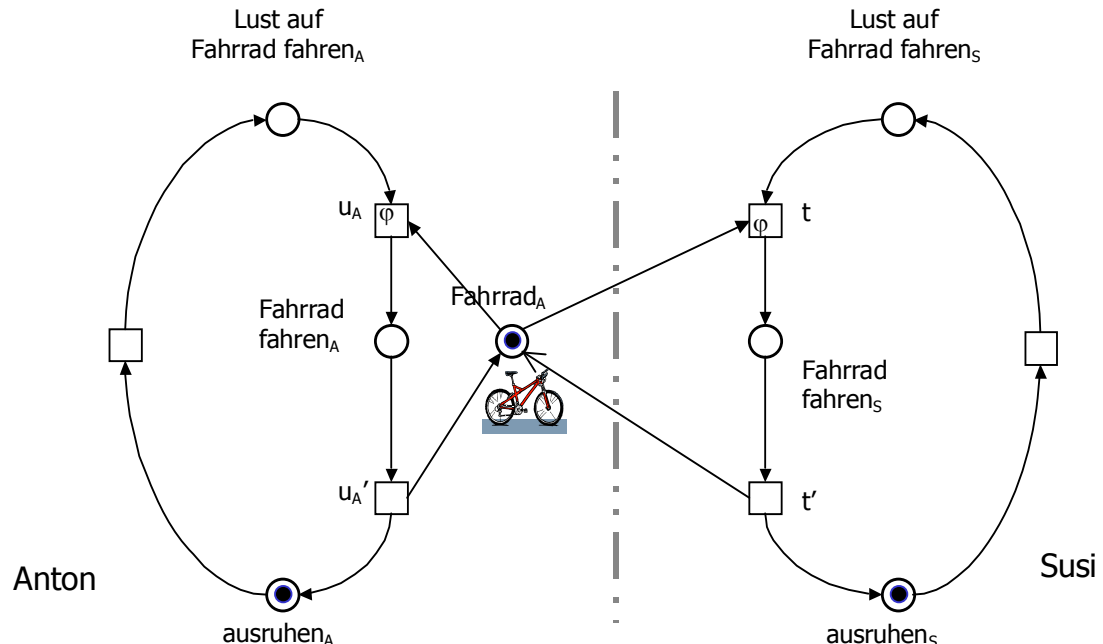 Lust auf
Fahrrad fahrenA
Lust auf
Fahrrad fahrenS
uA
φ
φ
t
FahrradA
Fahrrad
fahrenA
Fahrrad
fahrenS
uA'
t'
Anton
Susi
ausruhenA
ausruhenS